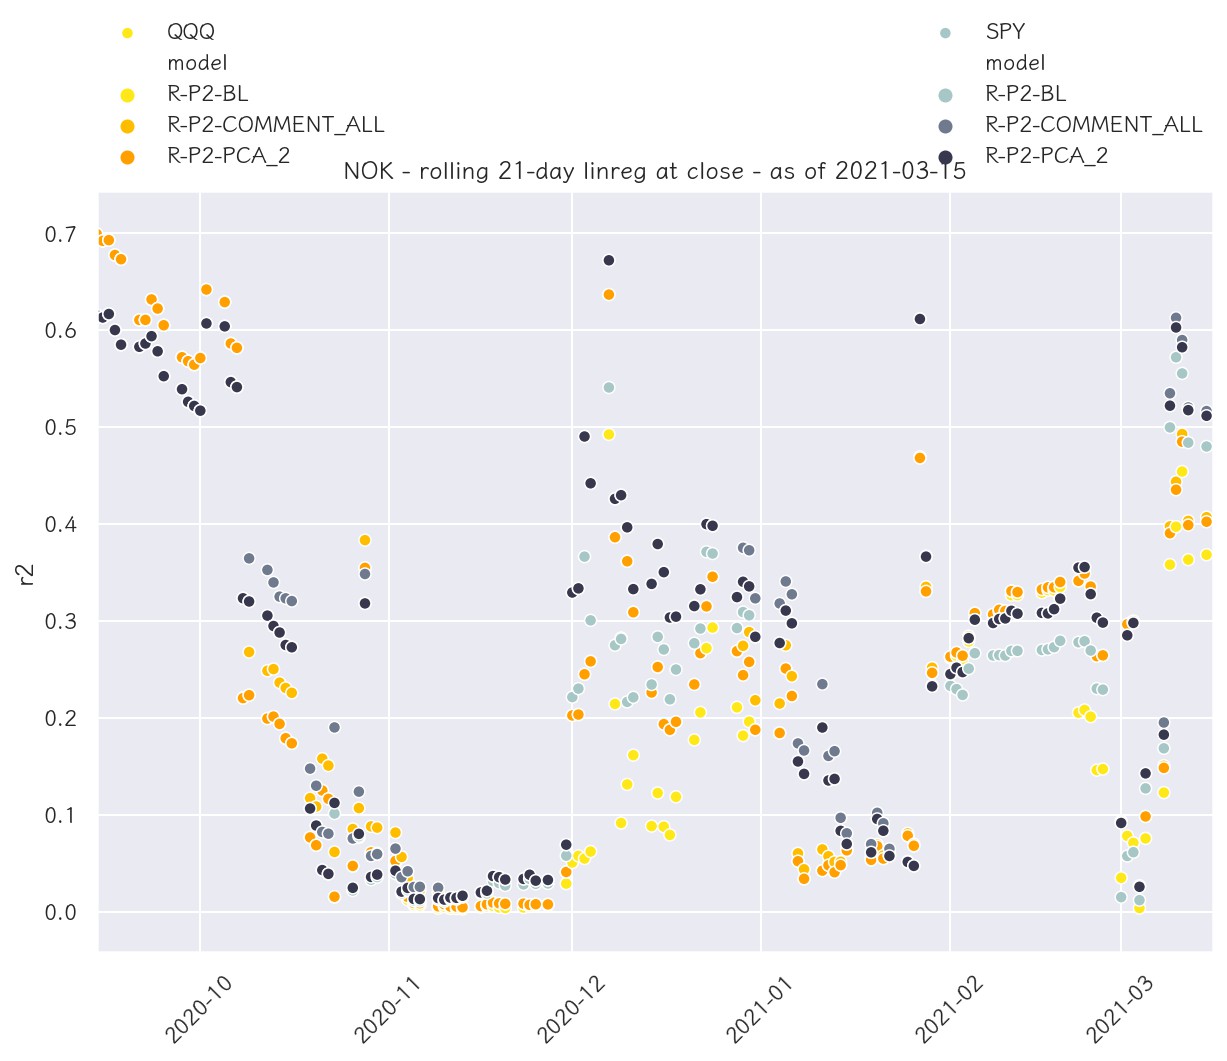 QQQ
model
R-P2-BL
R-P2-COMMENT_ALL
R-P2-PCA_2
SPY
model
R-P2-BL
R-P2-COMMENT_ALL
R-P2-PCA_2
NOK - rolling 21-day linreg at close - as of 2021-03-15
r2
0.7
0.6
0.5
0.4
0.3
0.2
0.1
0.0
2020-10
2020-11
2020-12
2021-01
2021-02
2021-03